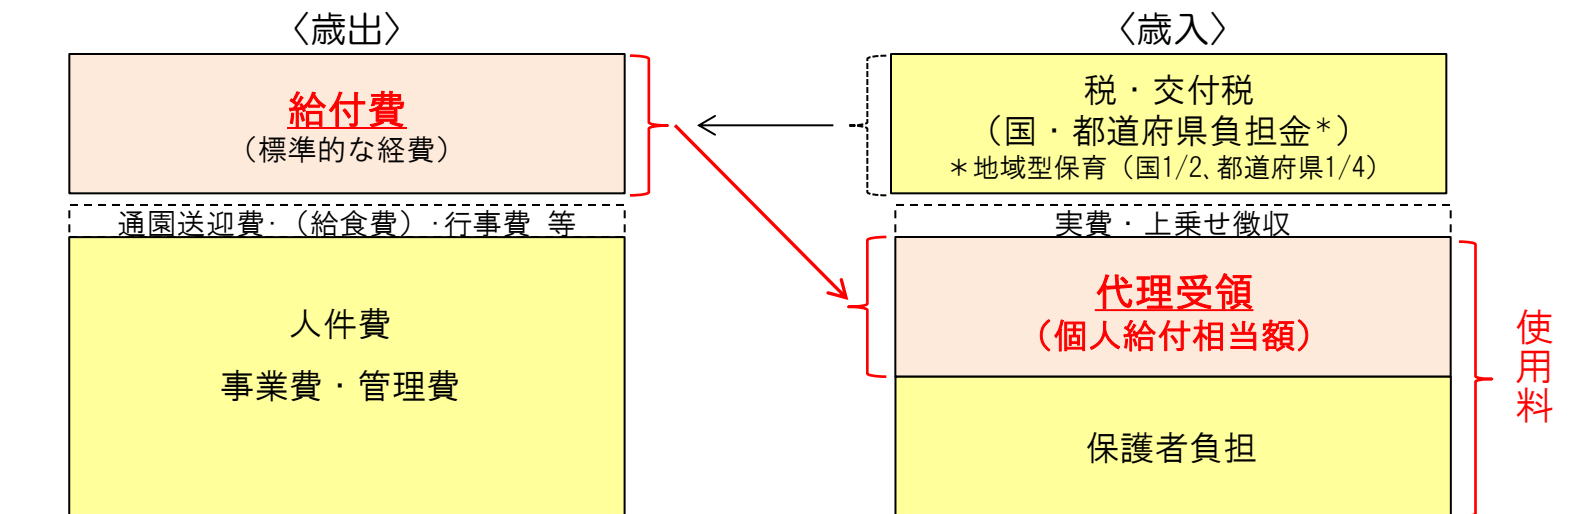 〈歳出〉
給付費
（標準的な経費）
通園送迎費・（給食費）・行事費 等
人件費
事業費・管理費
〈歳入〉
税・交付税
（国・都道府県負担金*）
＊地域型保育（国1/2、都道府県1/4）
実費・上乗せ徴収
代理受領
（個人給付相当額）
保護者負担
使用料